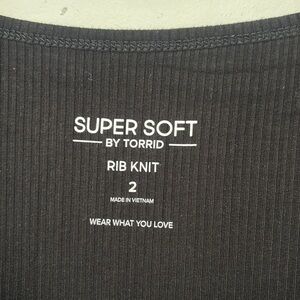 SUPER SOFT
BY TORRID
RIB KNIT
2
MADE IN VIETNAM
WEAR WHAT YOU LOVE